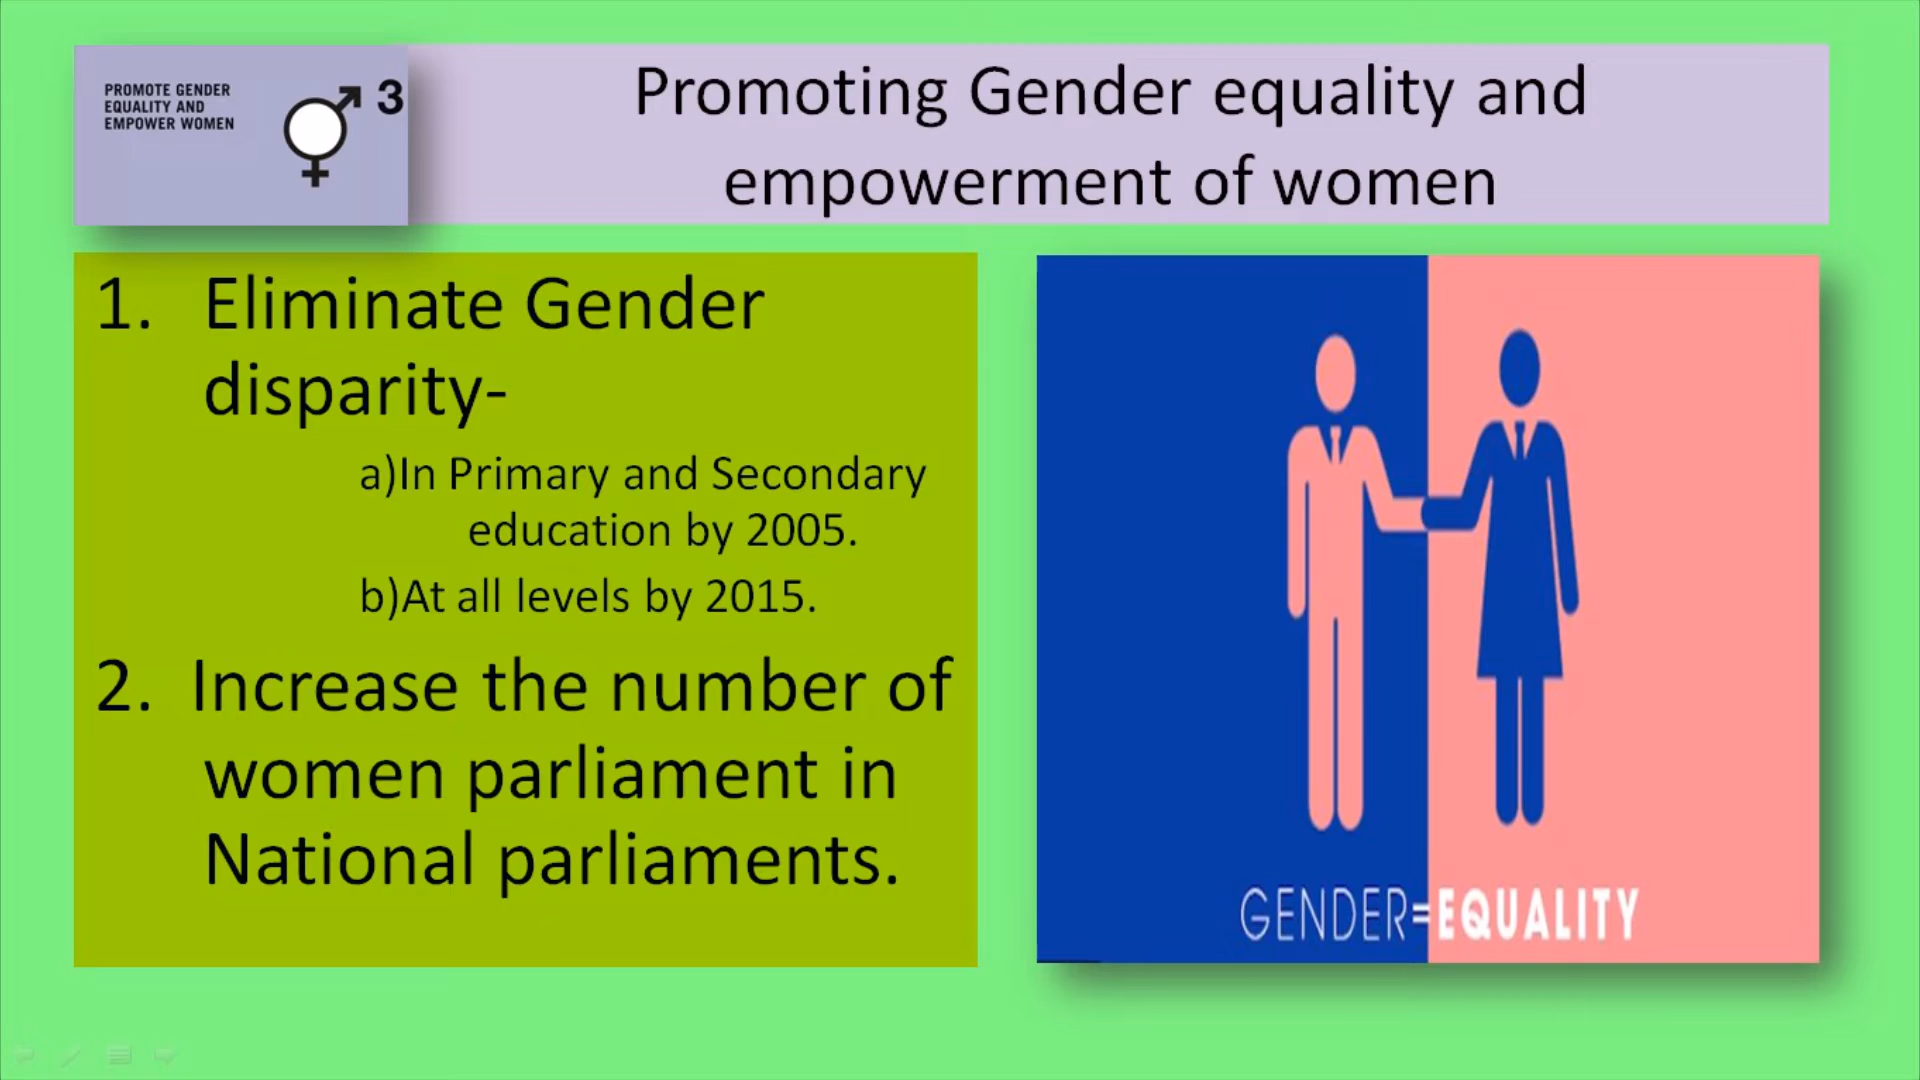 PROMOTE GENDER
EQUALITY AND
EMPOWER WOMEN
3
Promoting Gender equality and
empowerment of women
1. Eliminate Gender
disparity-
a)In Primary and Secondary
education by 2005.
b)At all levels by 2015.
2. Increase the number of
women parliament in
National parliaments.
GENDER=EQUALITY